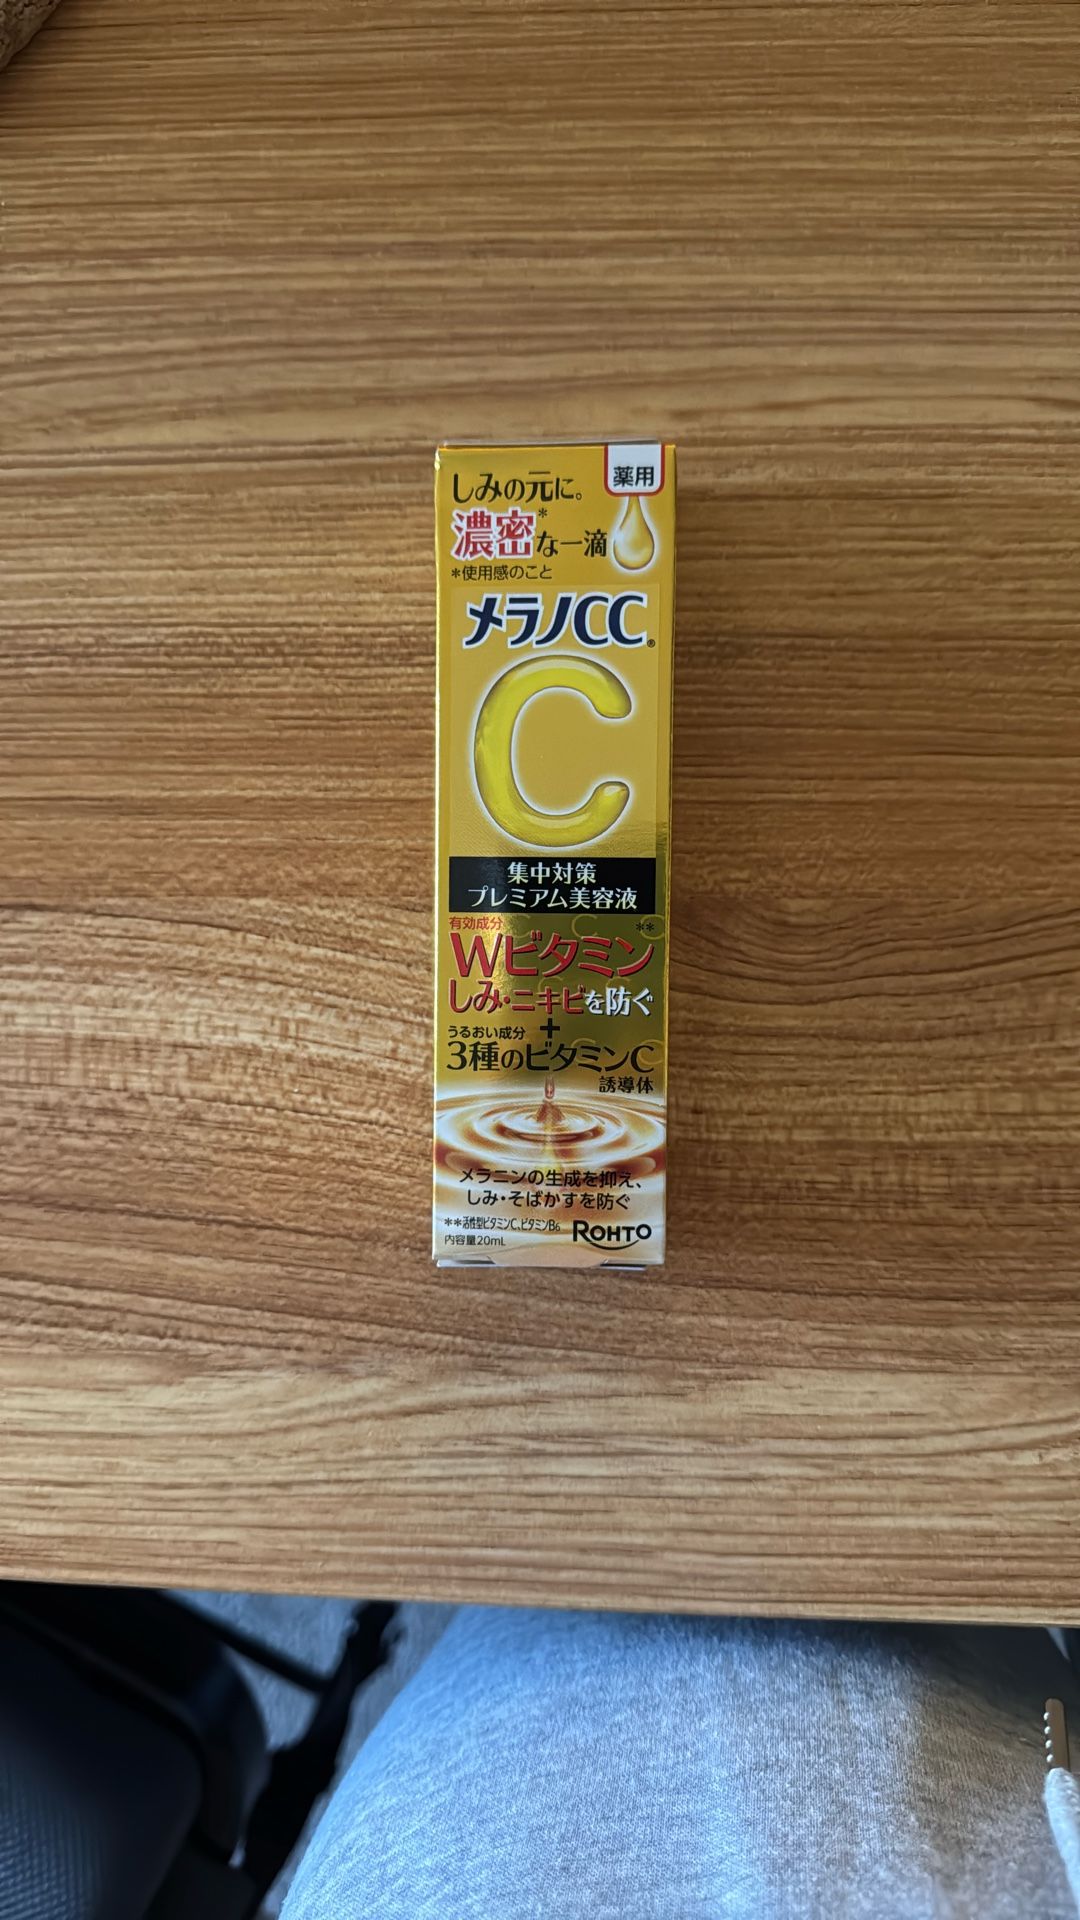 薬用
しみの元に。
濃密*な一滴
*使用感のこと
メラノCC®
C
集中対策
プレミアム美容液
有効成分
Wビタミン**
しみ・ニキビを防ぐ
+
うるおい成分
3種のビタミンC
誘導体
メラニンの生成を抑え、
しみ・そばかすを防ぐ
**活性型ビタミンC、ビタミンB6
内容量20mL
ROHTO